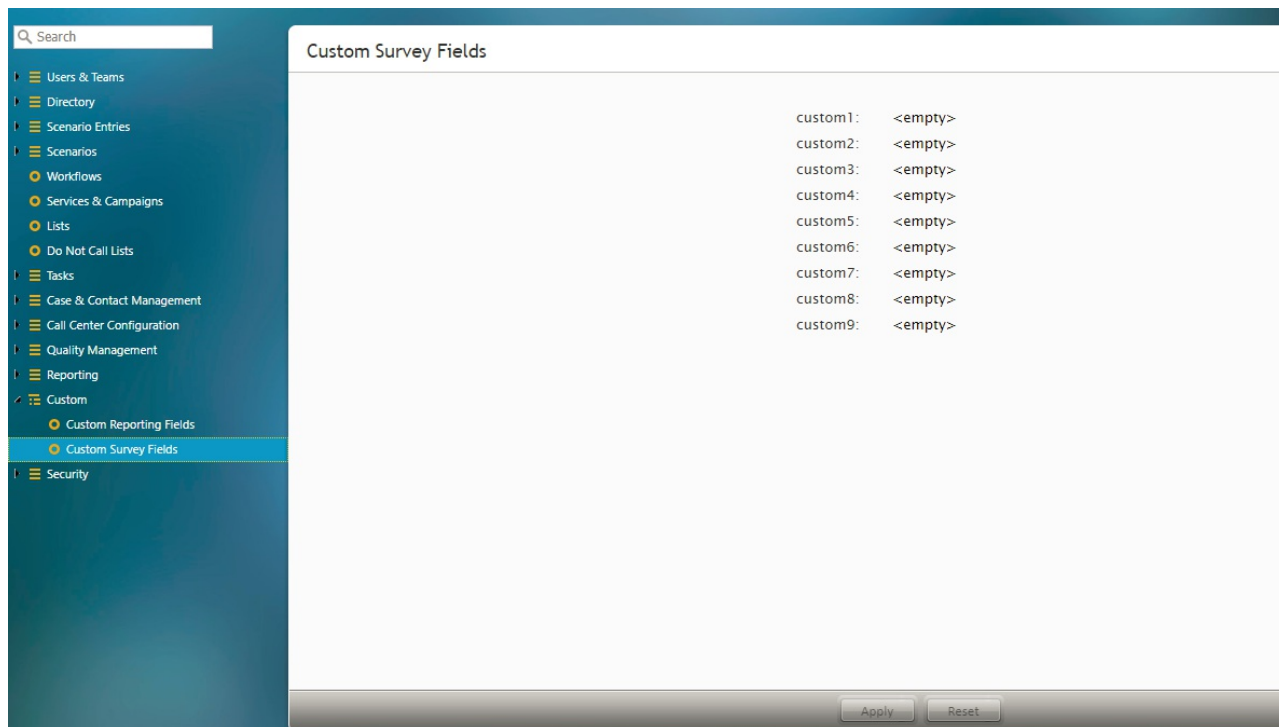 Search
Users & Teams
Directory
Scenario Entries
Scenarios
Workflows
Services & Campaigns
Lists
Do Not Call Lists
Tasks
Case & Contact Management
Call Center Configuration
Quality Management
Reporting
Custom
Custom Reporting Fields
Custom Survey Fields
Security
Custom Survey Fields
custom1: <empty>
custom2: <empty>
custom3: <empty>
custom4: <empty>
custom5: <empty>
custom6: <empty>
custom7: <empty>
custom8: <empty>
custom9: <empty>
Apply Reset